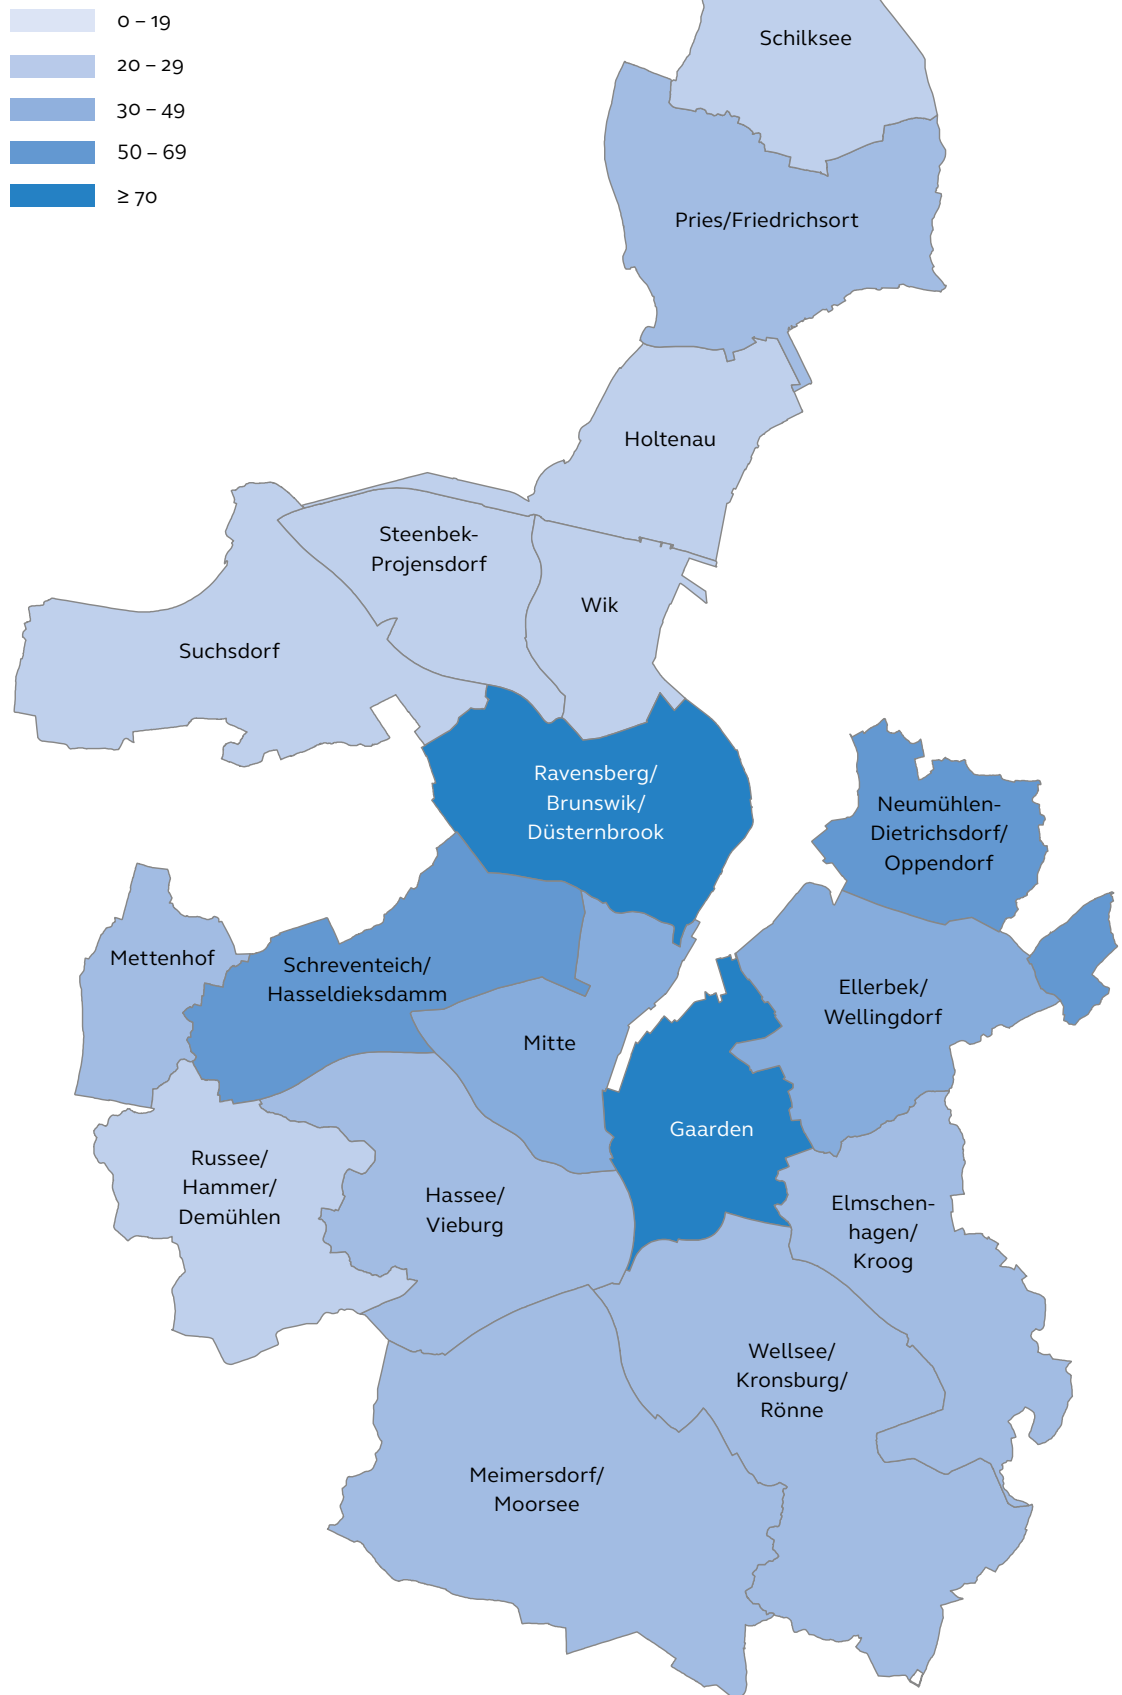 0 – 19
20 – 29
30 – 49
50 – 69
≥ 70
Schilksee
Pries/Friedrichsort
Holtenau
Steenbek-
Projensdorf
Wik
Suchsdorf
Ravensberg/
Brunswik/
Düsternbrook
Neumühlen-
Dietrichsdorf/
Oppendorf
Mettenhof
Schreventeich/
Hasseldieksdamm
Ellerbek/
Wellingdorf
Mitte
Gaarden
Russee/
Hammer/
Demühlen
Hassee/
Vieburg
Elmschen-
hagen/
Kroog
Wellsee/
Kronsburg/
Rönne
Meimersdorf/
Moorsee